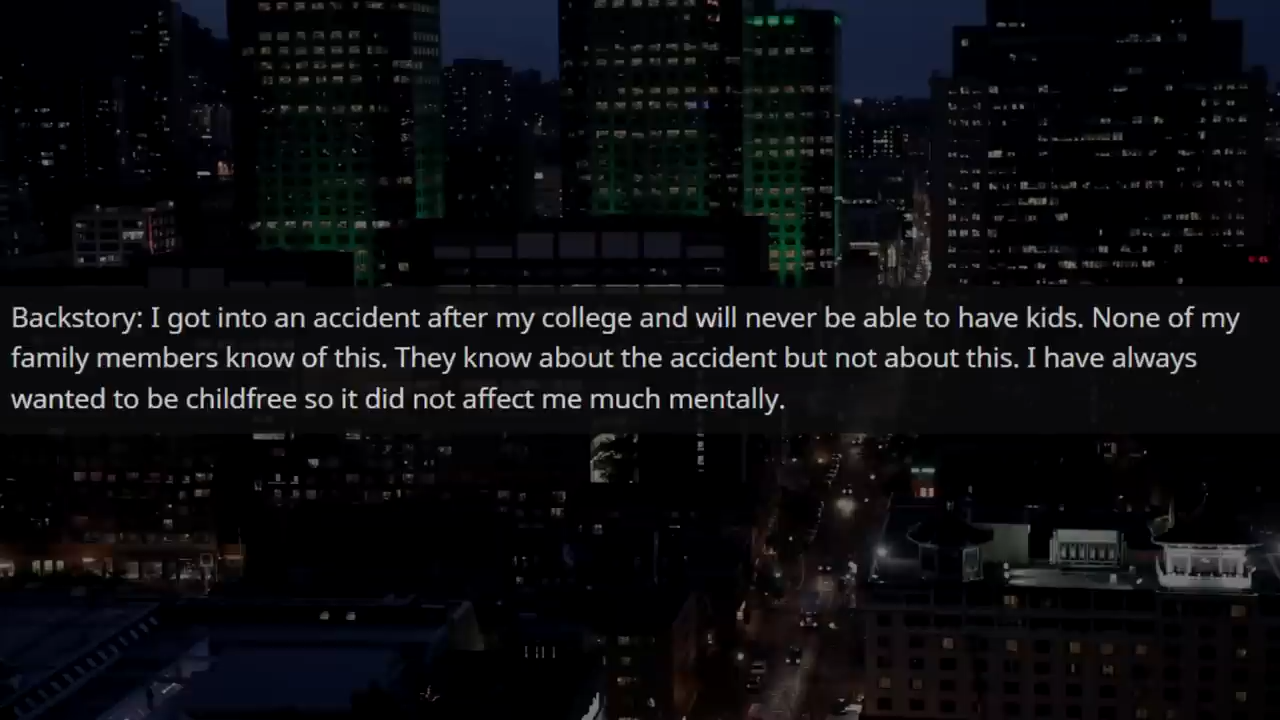 Backstory: I got into an accident after my college and will never be able to have kids. None of my
family members know of this. They know about the accident but not about this. I have always
wanted to be childfree so it did not affect me much mentally.